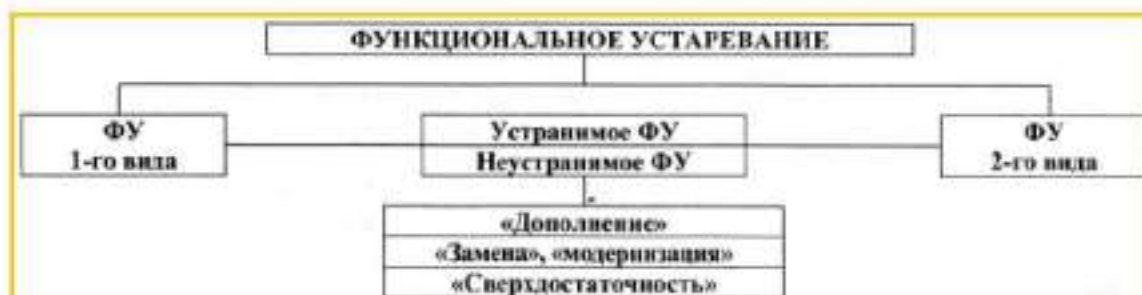 ФУНКЦИОНАЛЬНОЕ УСТАРЕВАНИЕ
ФУ
1-го вида
Устранимое ФУ
Неустранимое ФУ
ФУ
2-го вида
«Дополнение»
«Замена», «модернизация»
«Сверхдостаточность»